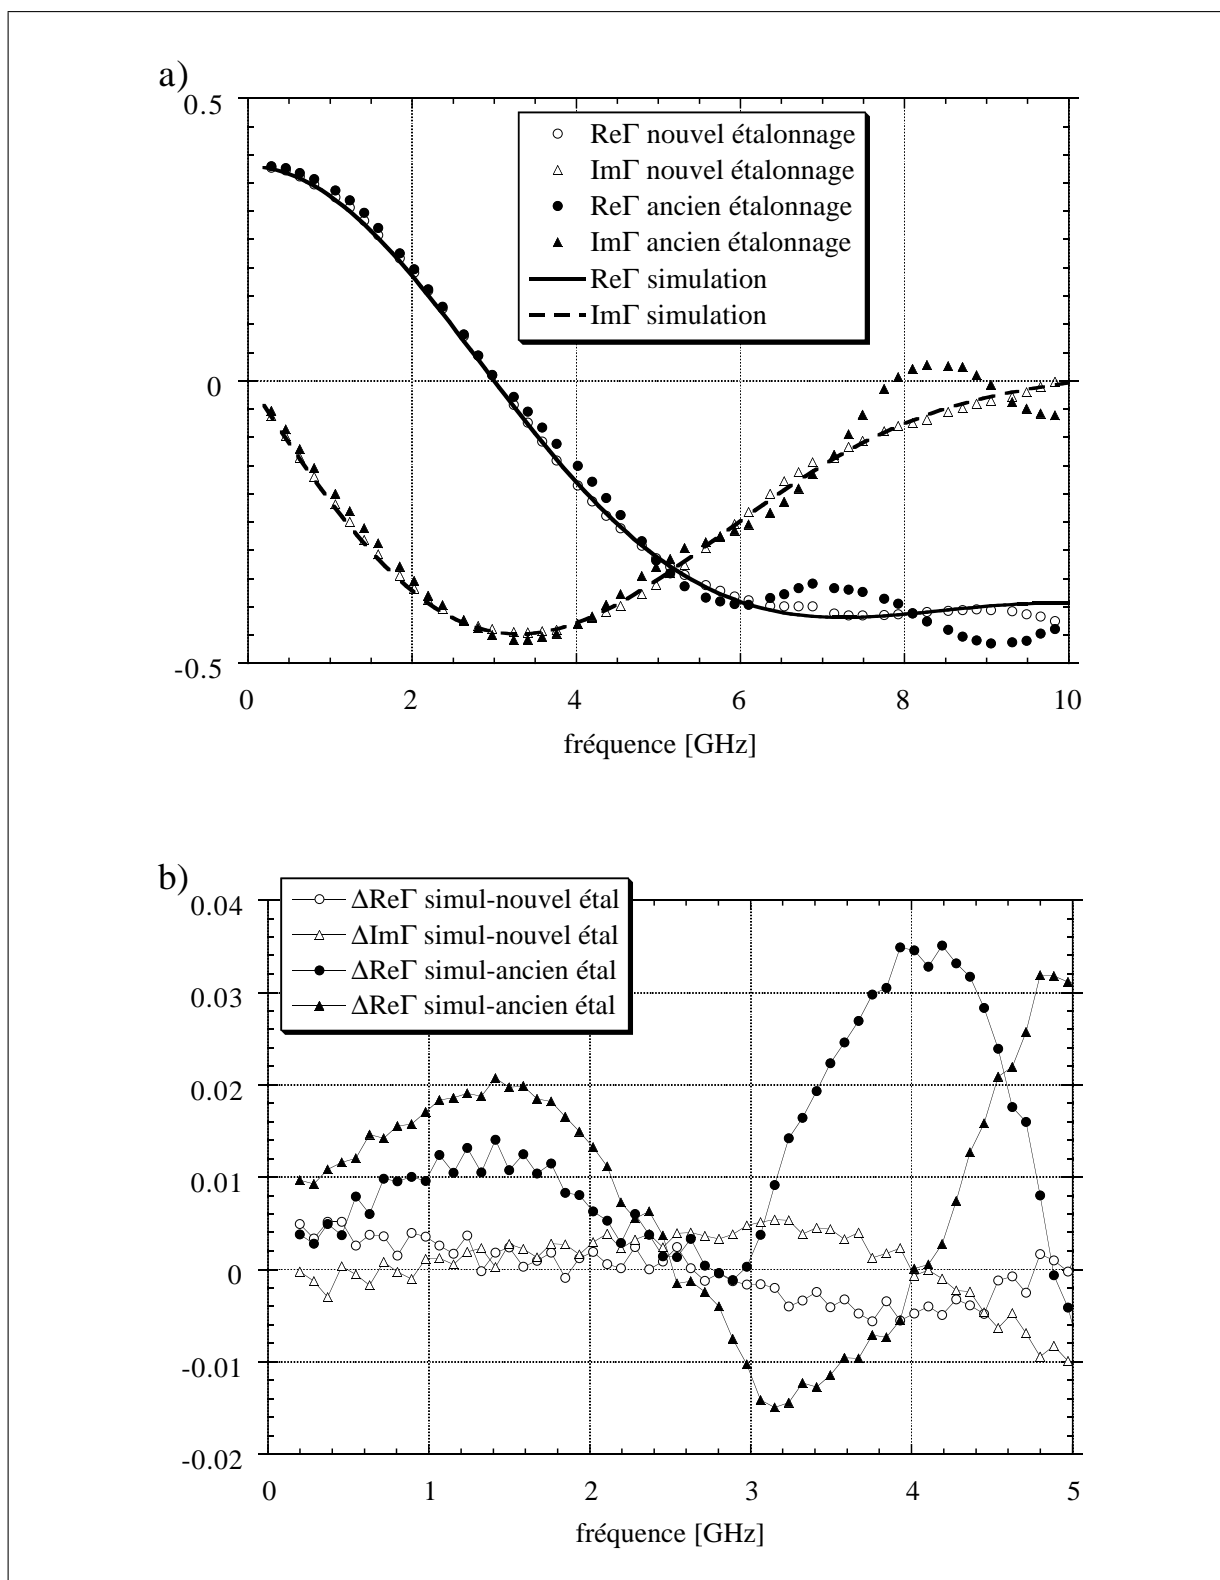 a)
0.5
0
-0.5
ReΓ nouvel étalonnage
ImΓ nouvel étalonnage
ReΓ ancien étalonnage
ImΓ ancien étalonnage
ReΓ simulation
ImΓ simulation
0 2 4 6 8 10
fréquence [GHz]
b)
ΔReΓ simul-nouvel étal
ΔImΓ simul-nouvel étal
ΔReΓ simul-ancien étal
ΔReΓ simul-ancien étal
0.04
0.03
0.02
0.01
0
-0.01
-0.02
0 1 2 3 4 5
fréquence [GHz]